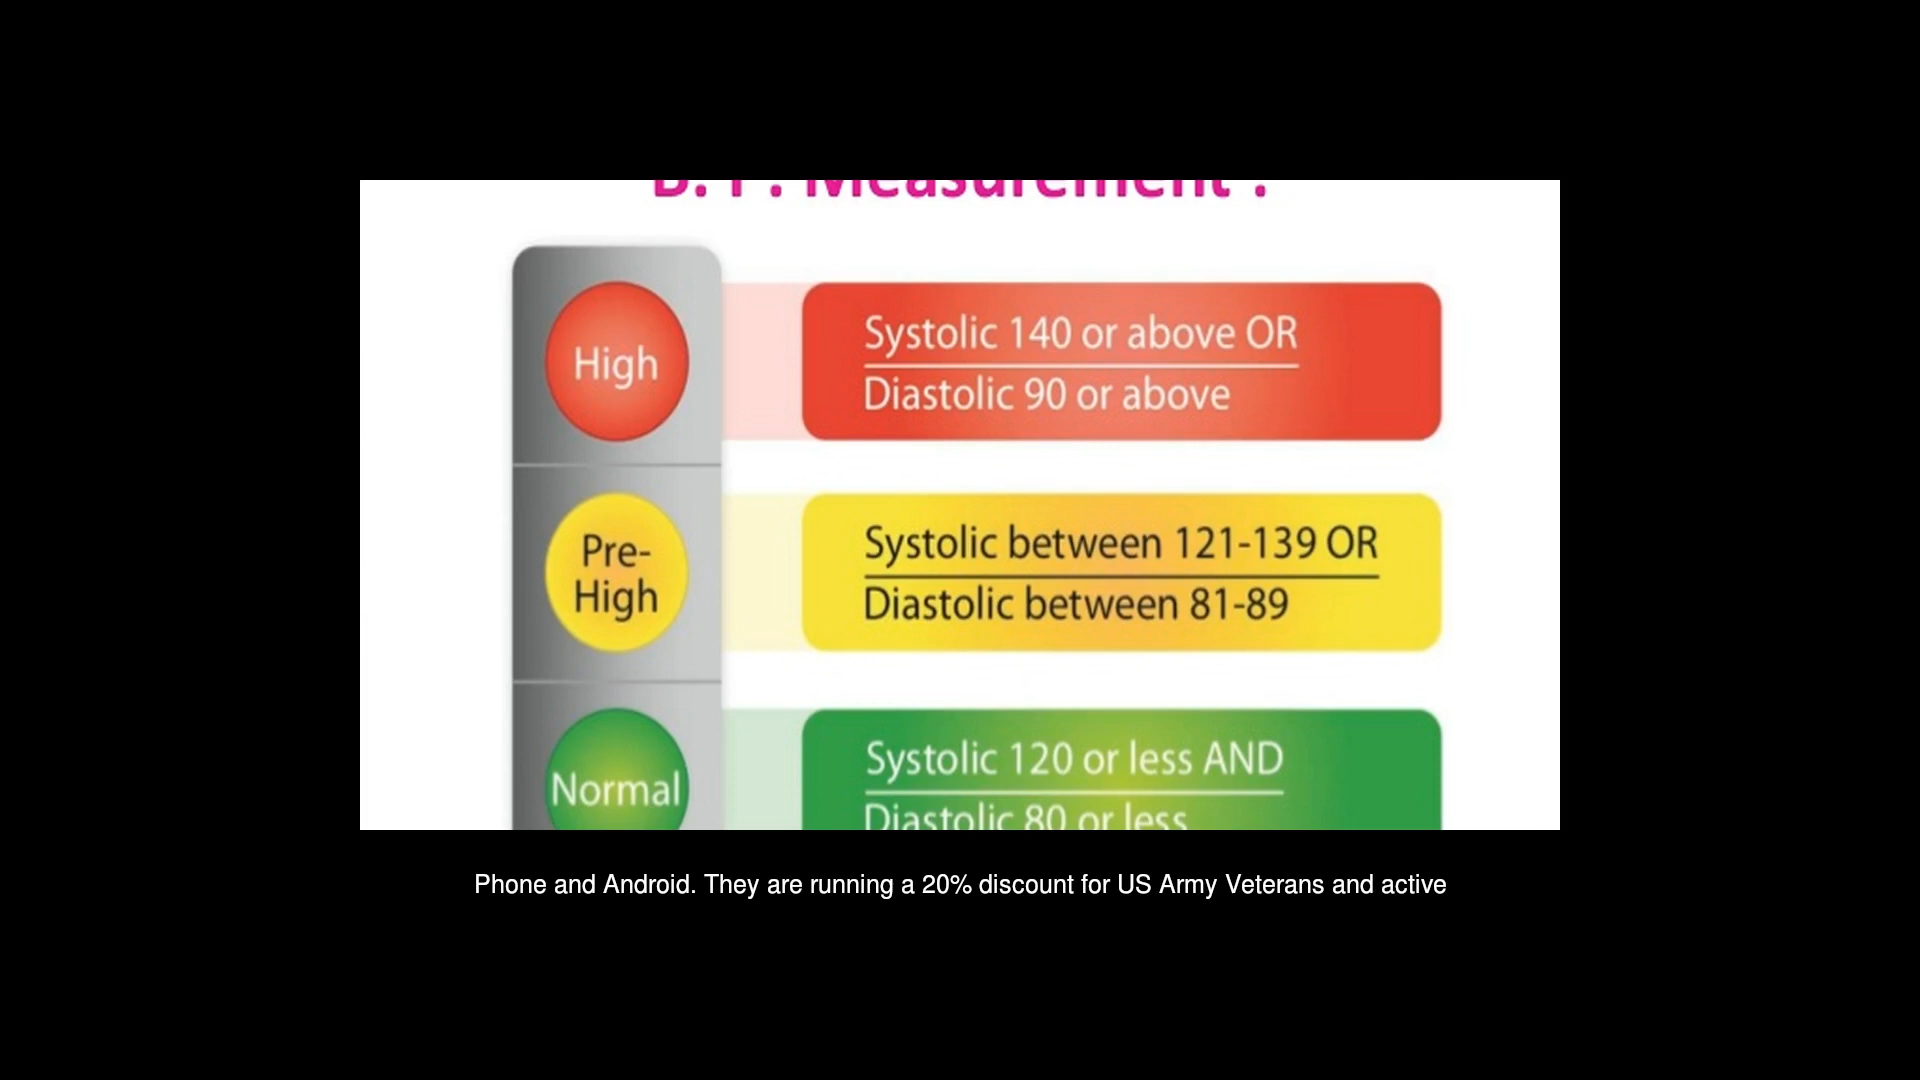 B. P. Measurement :
High
Systolic 140 or above OR
Diastolic 90 or above
Pre-
High
Systolic between 121-139 OR
Diastolic between 81-89
Normal
Systolic 120 or less AND
Diastolic 80 or less
Phone and Android. They are running a 20% discount for US Army Veterans and active